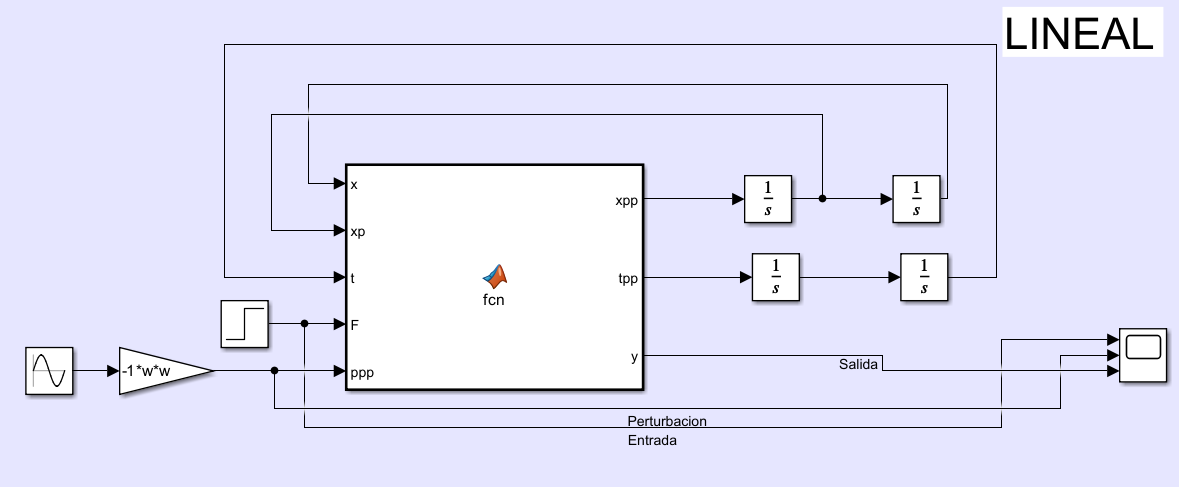 LINEAL
x
xp
t
F
ppp
fcn
xpp
tpp
y
1
s
1
s
1
s
1
s
-1*w*w
Salida
Perturbacion
Entrada